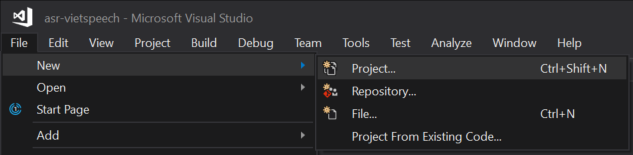 asr-vietspeech - Microsoft Visual Studio
File Edit View Project Build Debug Team Tools Test Analyze Window Help
New
Project... Ctrl+Shift+N
Open
Repository...
Start Page
File... Ctrl+N
Add
Project From Existing Code...